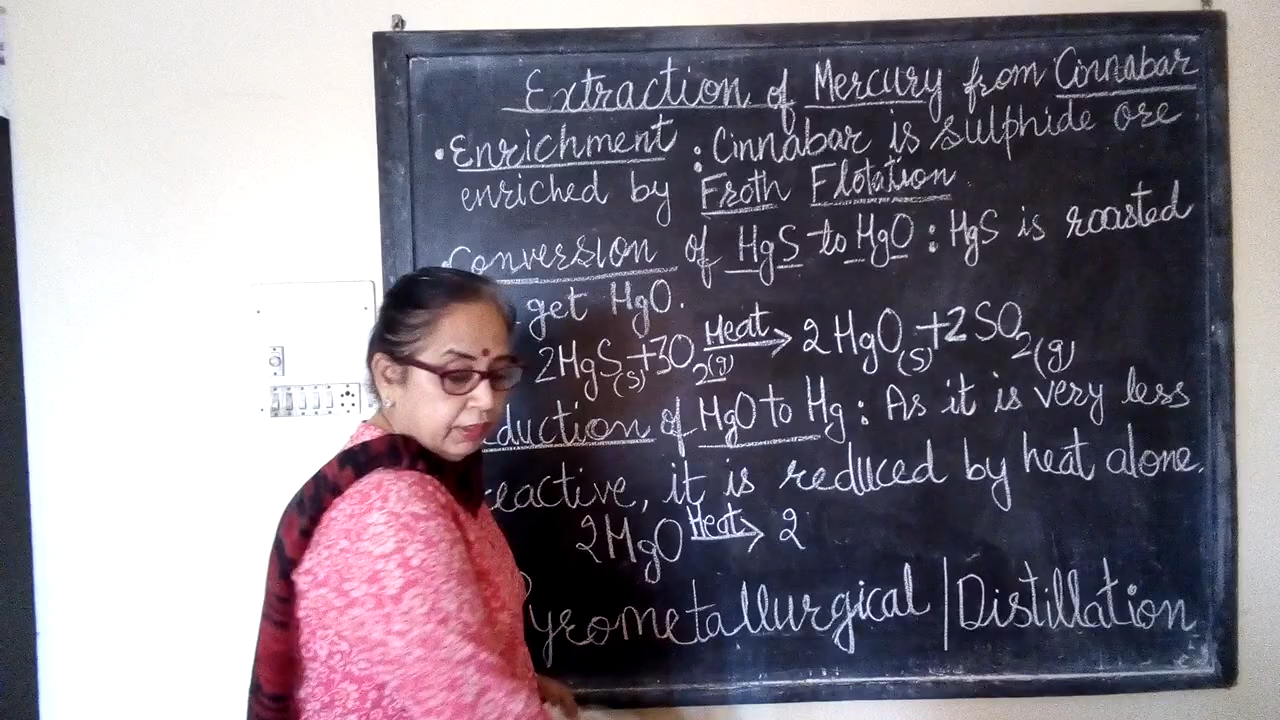 Extraction of Mercury from Cinnabar
• Enrichment : Cinnabar is sulphide ore
enriched by Froth Flotation
Conversion of HgS to HgO : HgS is roasted
get HgO.
2HgS(s)+3O2(g) Heat→ 2HgO(s)+2SO2(g)
eduction of HgO to Hg : As it is very less
reactive, it is reduced by heat alone.
2HgO Heat→ 2
Pyrometallurgical | Distillation